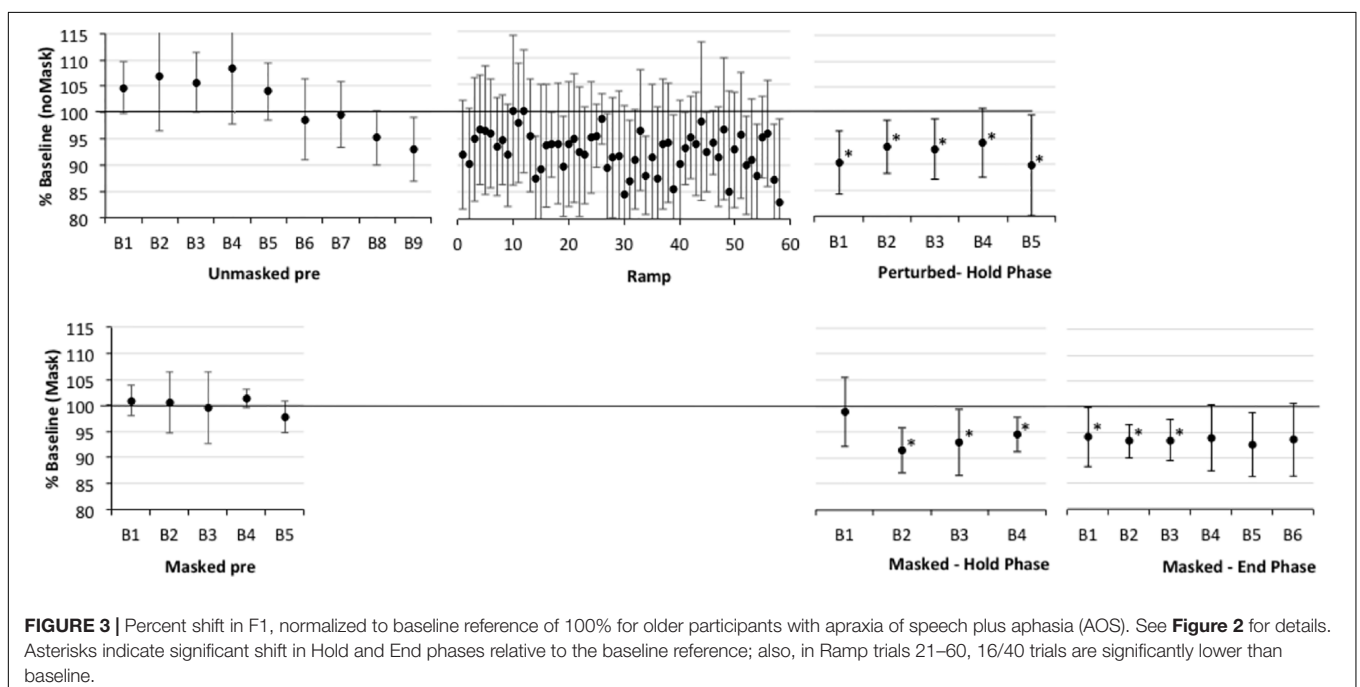 115
110
105
100
95
90
85
80
% Baseline (noMask)
B1 B2 B3 B4 B5 B6 B7 B8 B9
Unmasked pre
0 10 20 30 40 50 60
Ramp
* * * * *
B1 B2 B3 B4 B5
Perturbed- Hold Phase
115
110
105
100
95
90
85
80
% Baseline (Mask)
B1 B2 B3 B4 B5
Masked pre
* * *
B1 B2 B3 B4
Masked - Hold Phase
* * *
B1 B2 B3 B4 B5 B6
Masked - End Phase
FIGURE 3 | Percent shift in F1, normalized to baseline reference of 100% for older participants with apraxia of speech plus aphasia (AOS). See Figure 2 for details.
Asterisks indicate significant shift in Hold and End phases relative to the baseline reference; also, in Ramp trials 21–60, 16/40 trials are significantly lower than
baseline.